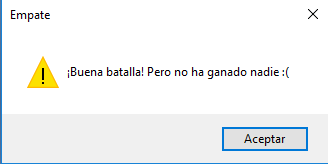 Empate
¡Buena batalla! Pero no ha ganado nadie :(
Aceptar